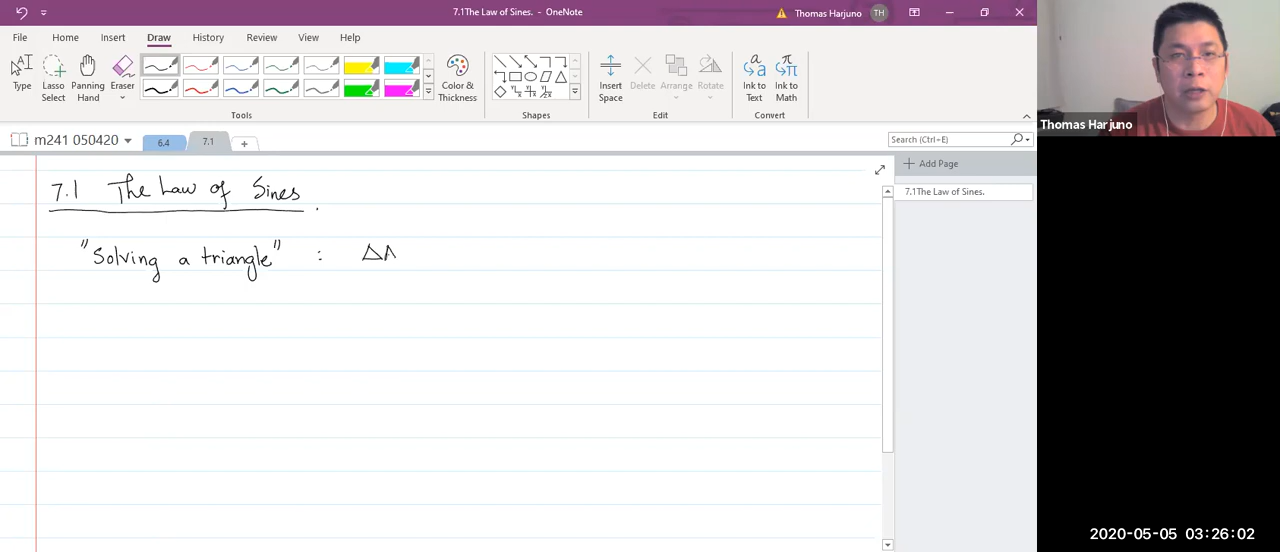 7.1The Law of Sines. - OneNote
Thomas Harjuno TH
File Home Insert Draw History Review View Help
Type
Lasso Select
Panning Hand
Eraser
Color & Thickness
Insert Space
Delete
Arrange
Rotate
Ink to Text
Ink to Math
Tools Shapes Edit Convert
m241 050420 6.4 7.1
Search (Ctrl+E)
Add Page
7.1The Law of Sines.
7.1 The Law of Sines
"Solving a triangle" : △A
Thomas Harjuno
2020-05-05 03:26:02